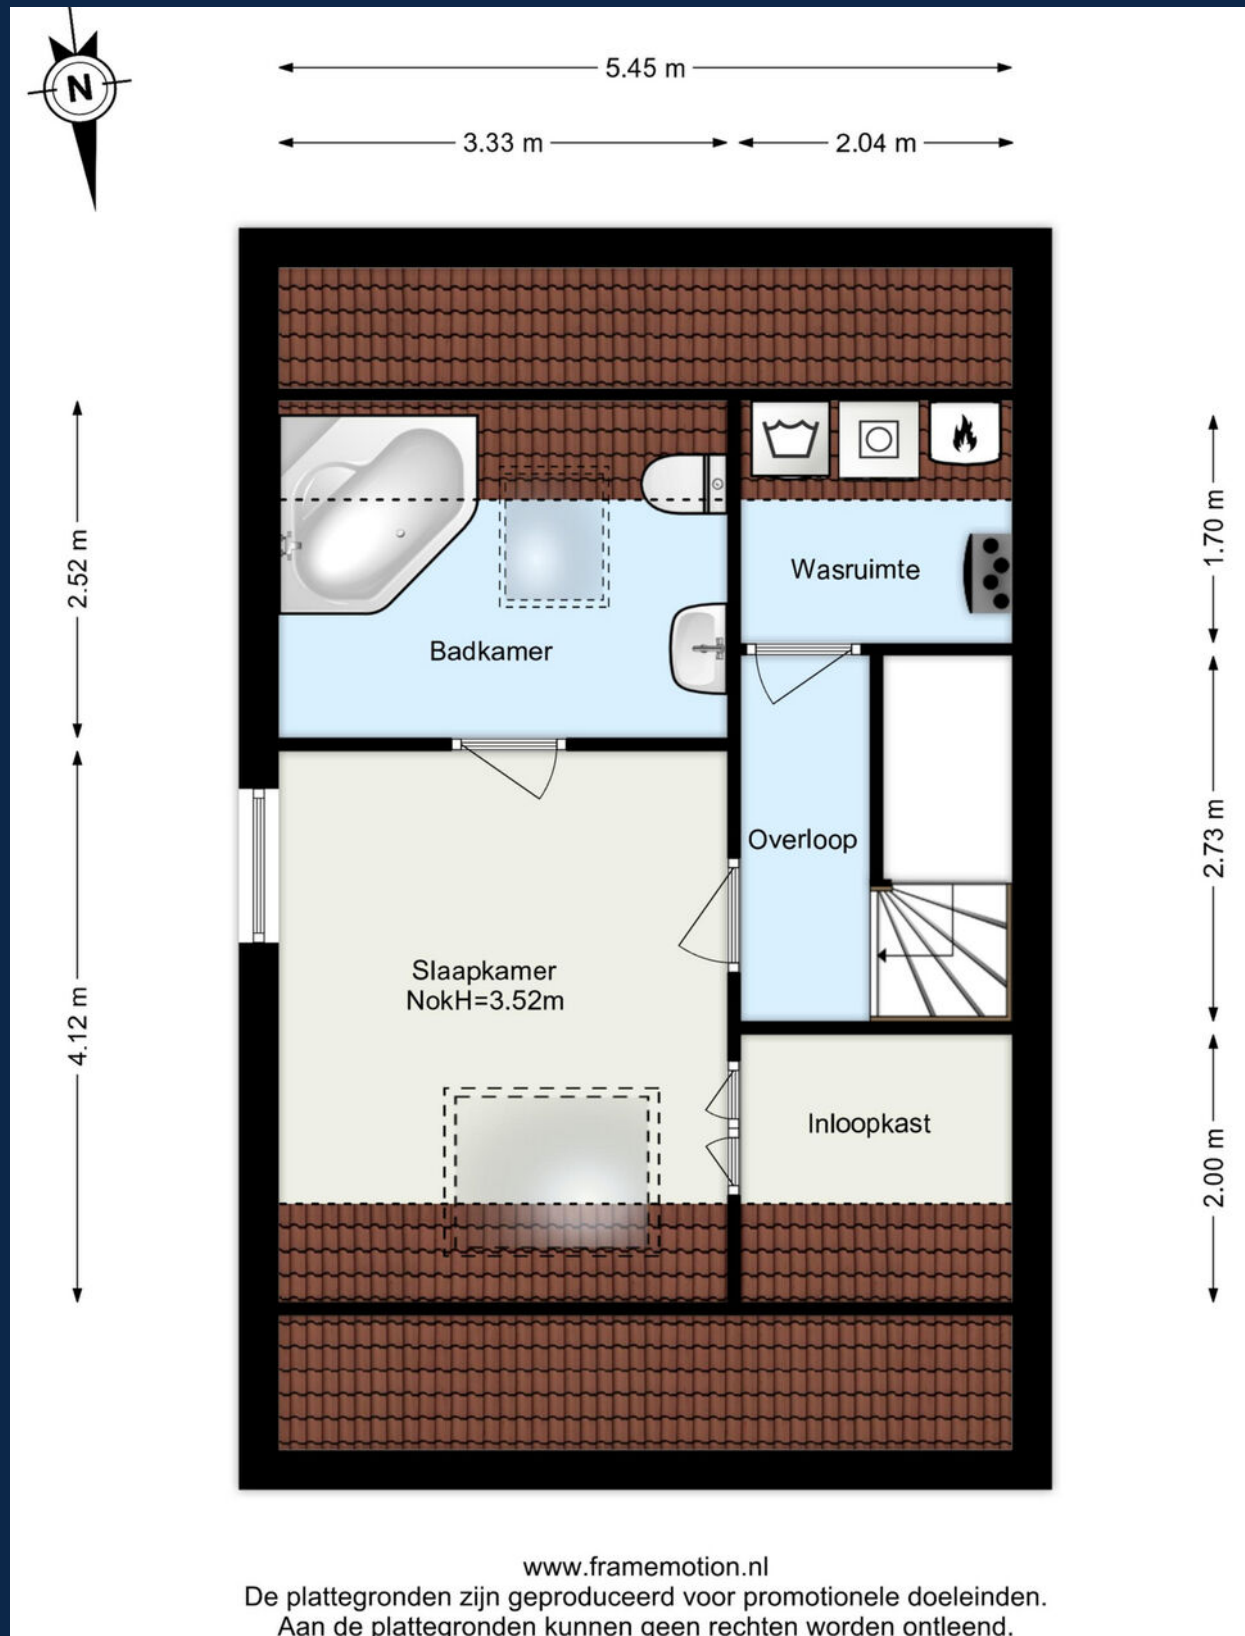 N
5.45 m
3.33 m
2.04 m
2.52 m
1.70 m
Wasruimte
Badkamer
Overloop
2.73 m
Slaapkamer
NokH=3.52m
4.12 m
Inloopkast
2.00 m
www.framemotion.nl
De plattegronden zijn geproduceerd voor promotionele doeleinden.
Aan de plattegronden kunnen geen rechten worden ontleend.